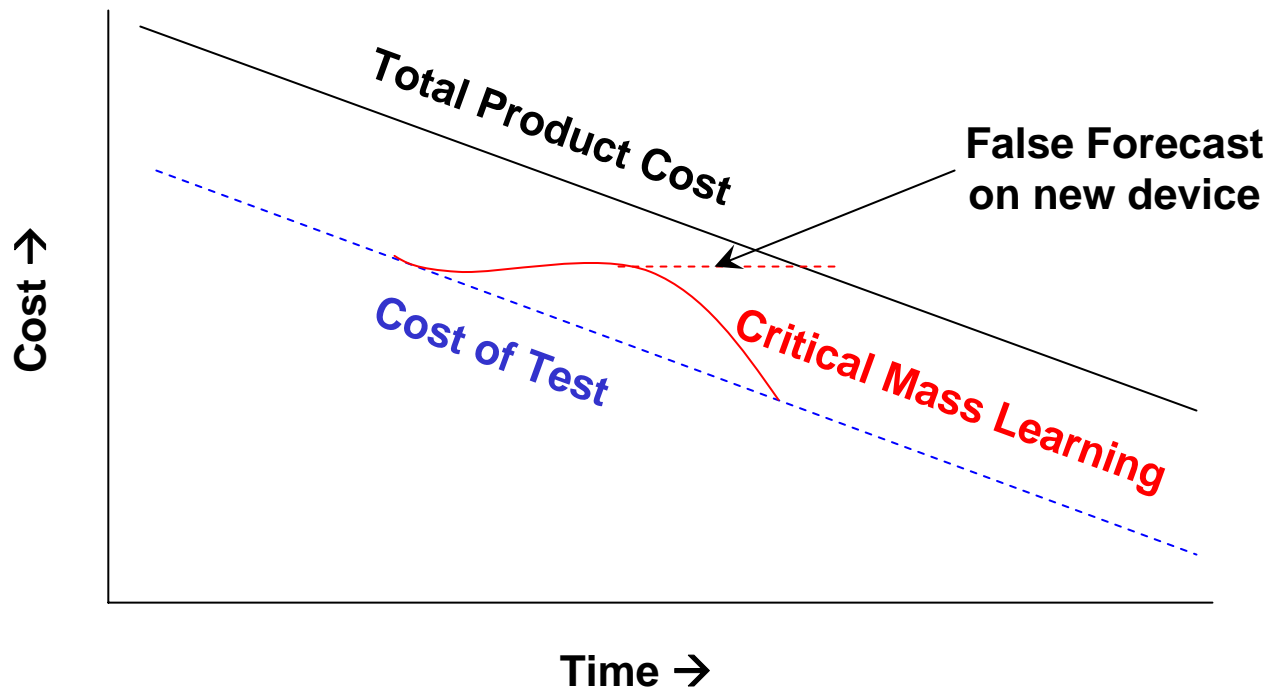 Total Product Cost
False Forecast
on new device
Cost →
Cost of Test
Critical Mass Learning
Time →